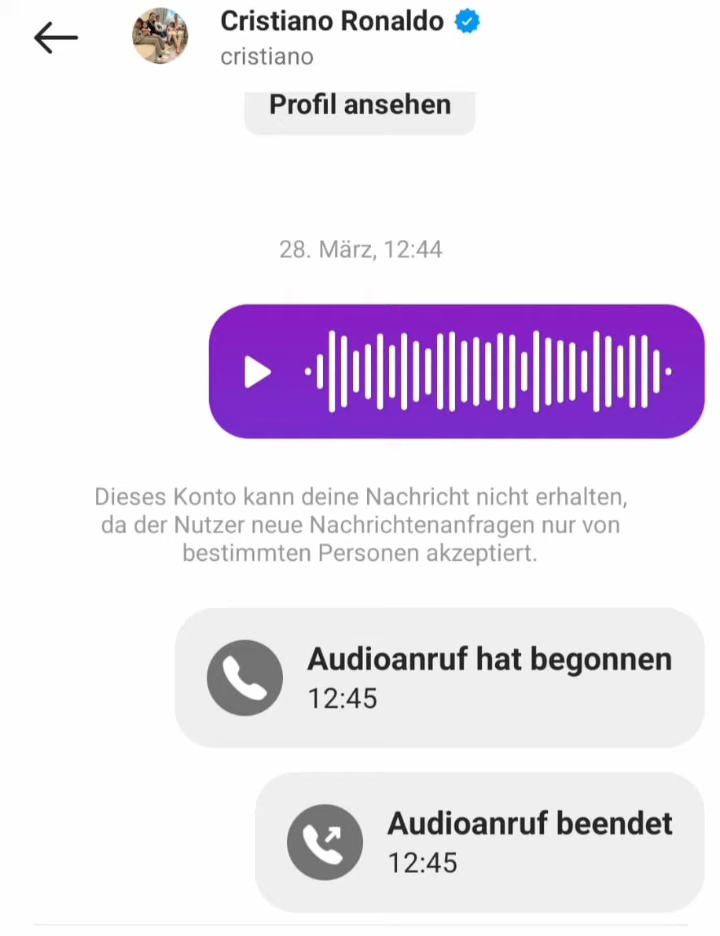 Cristiano Ronaldo
cristiano
Profil ansehen
28. März, 12:44
Dieses Konto kann deine Nachricht nicht erhalten,
da der Nutzer neue Nachrichtenanfragen nur von
bestimmten Personen akzeptiert.
Audioanruf hat begonnen
12:45
Audioanruf beendet
12:45